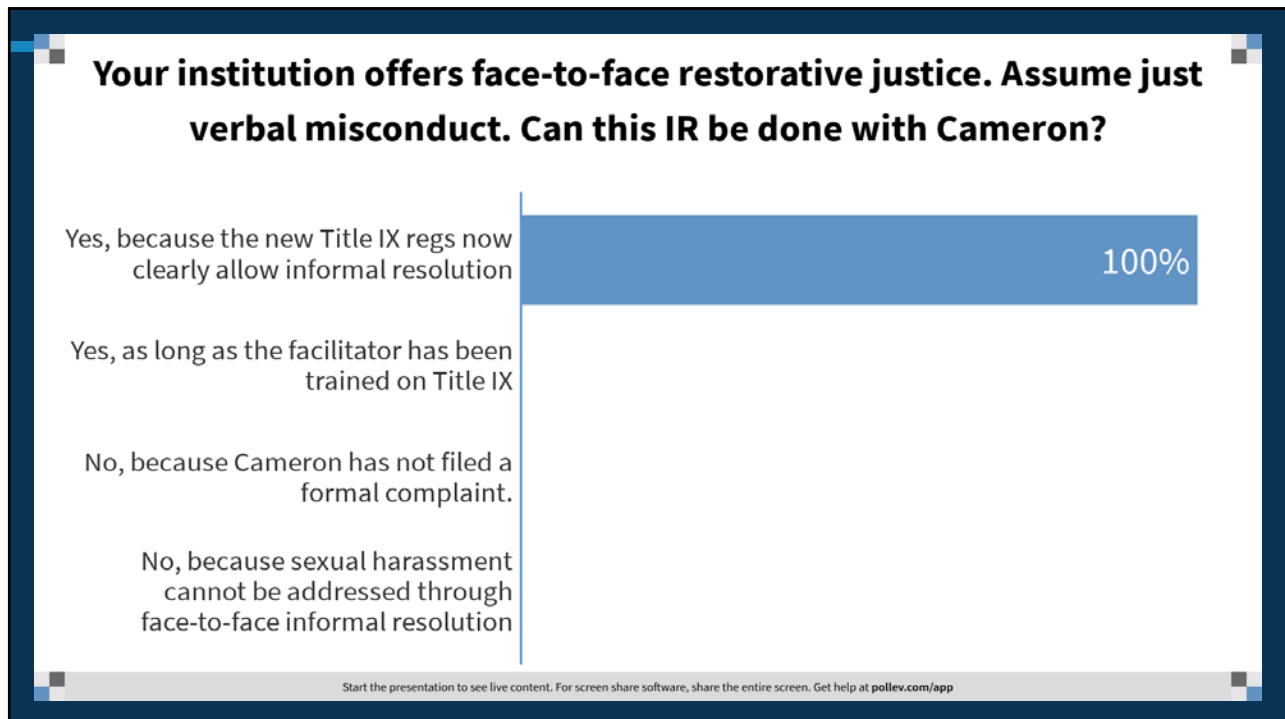 Your institution offers face-to-face restorative justice. Assume just
verbal misconduct. Can this IR be done with Cameron?
Yes, because the new Title IX regs now
clearly allow informal resolution
100%
Yes, as long as the facilitator has been
trained on Title IX
No, because Cameron has not filed a
formal complaint.
No, because sexual harassment
cannot be addressed through
face-to-face informal resolution
Start the presentation to see live content. For screen share software, share the entire screen. Get help at pollev.com/app